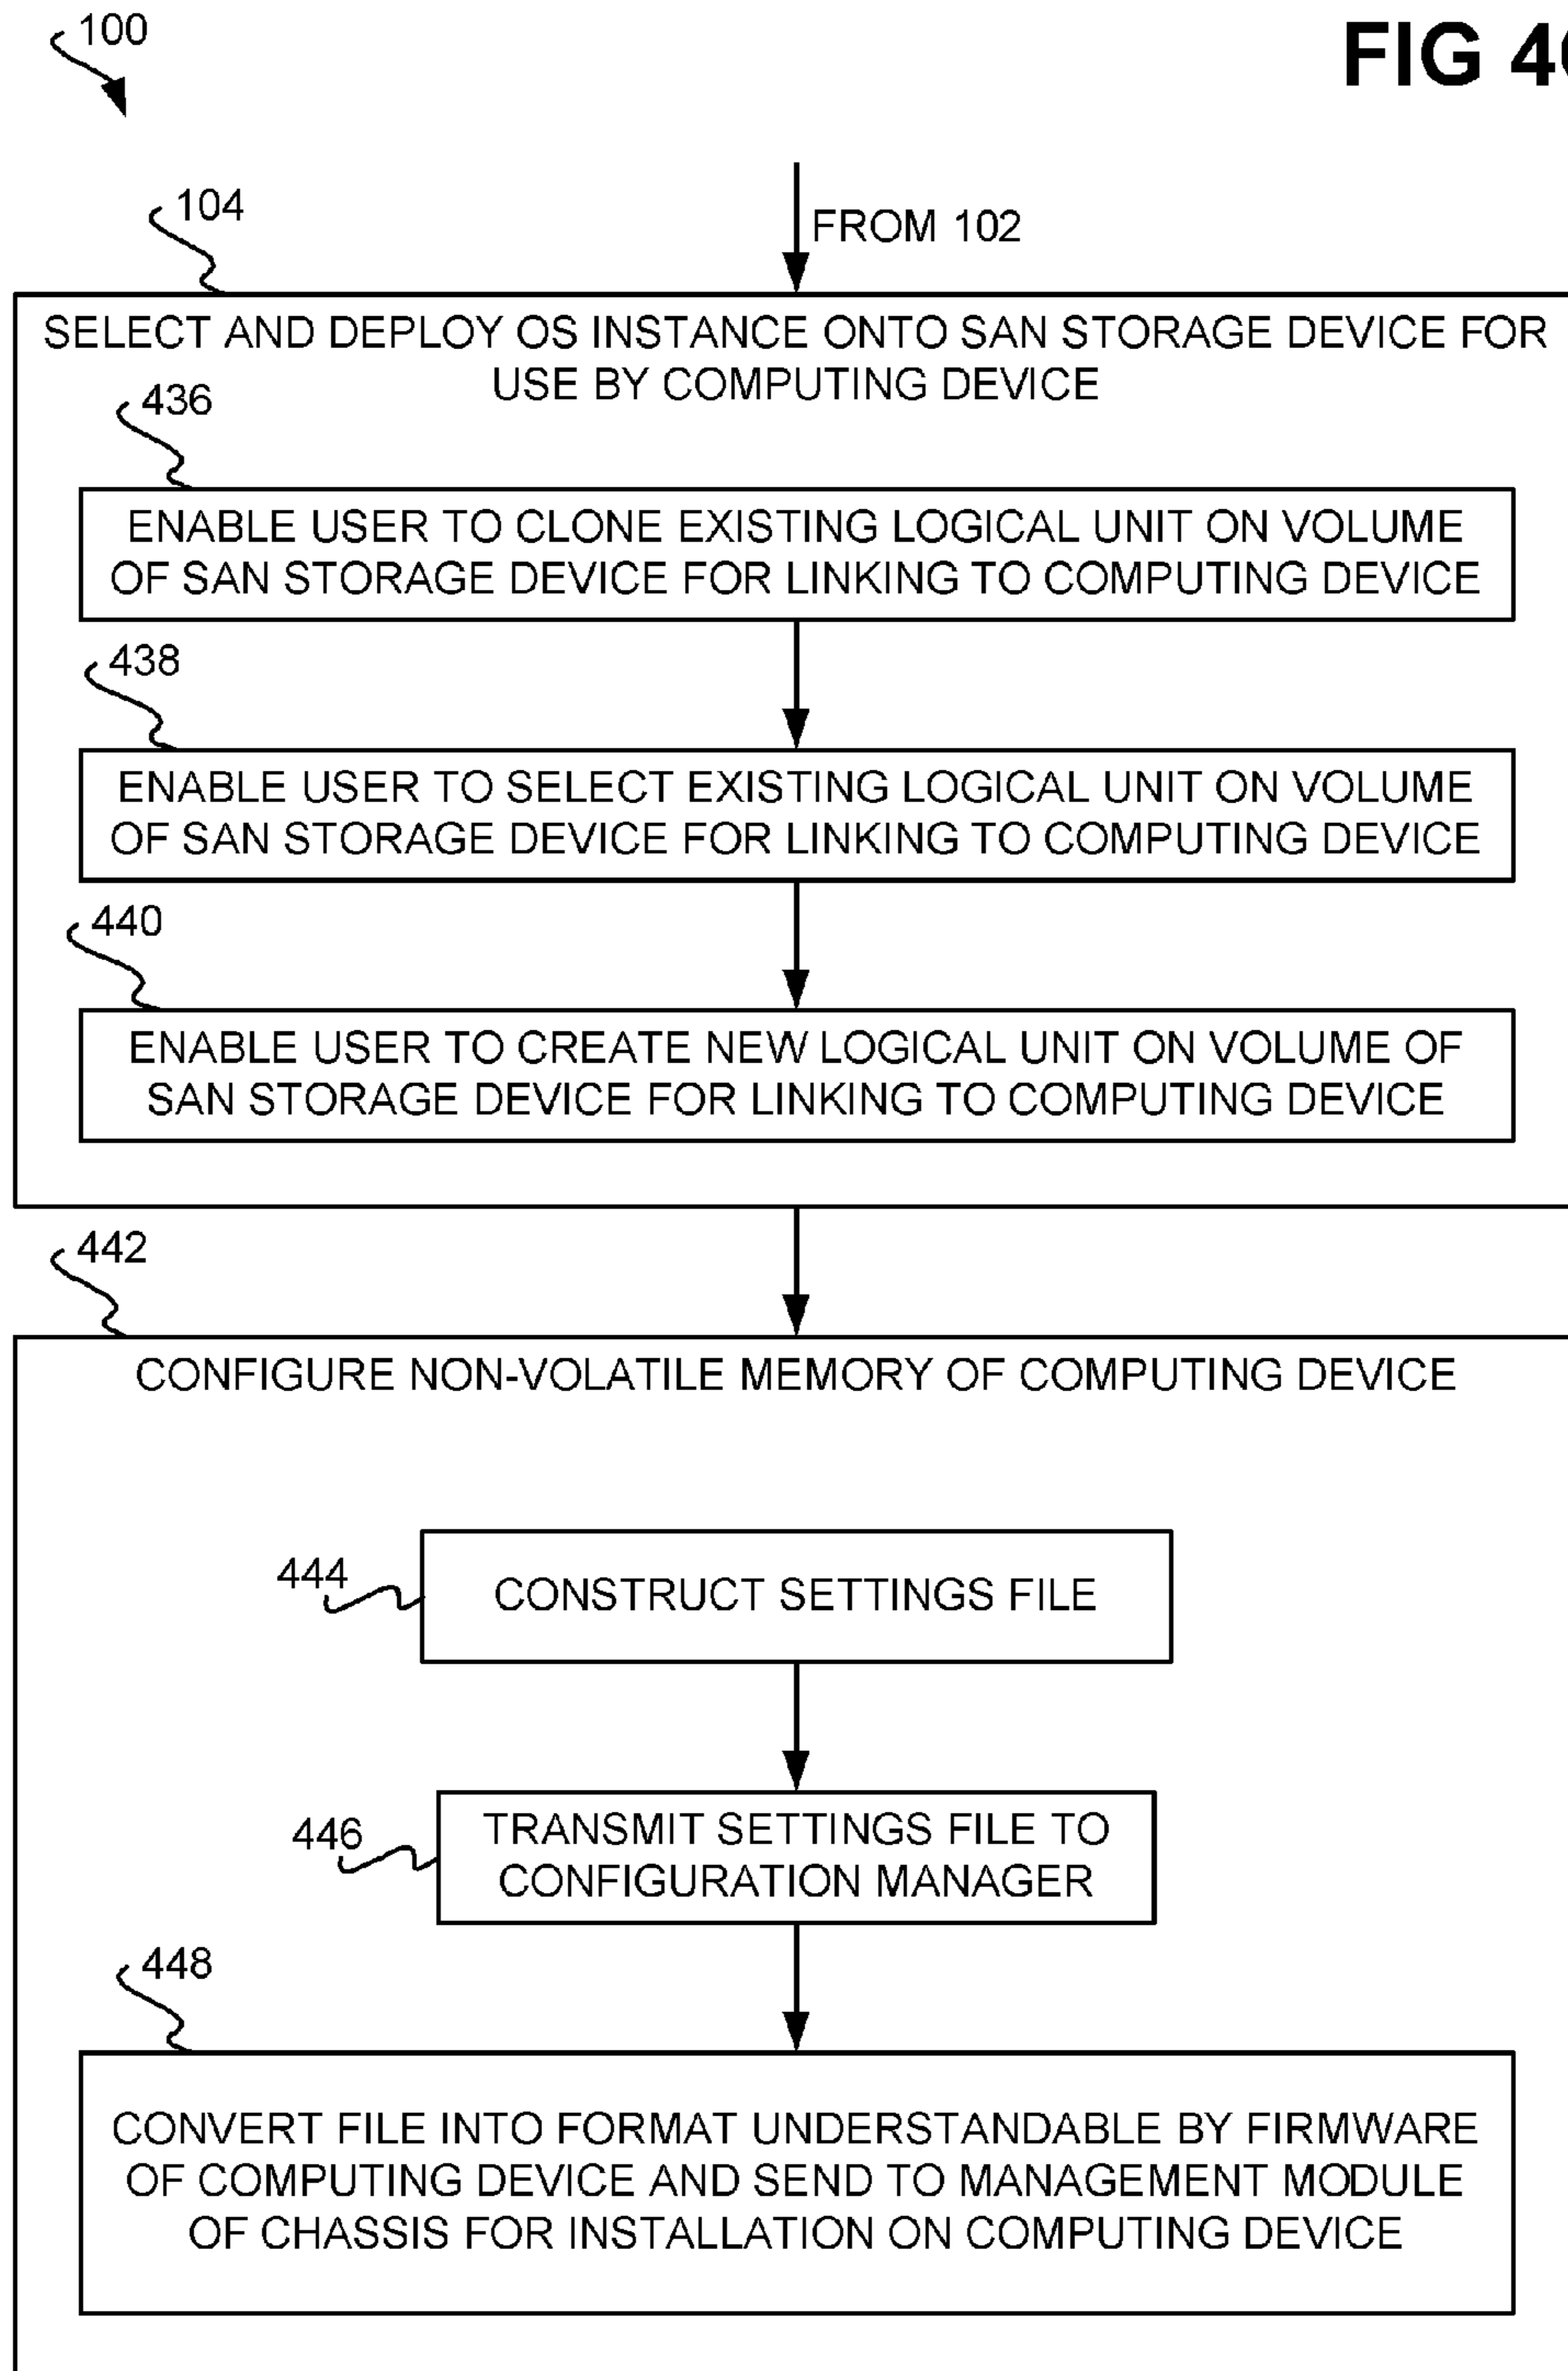 100
FIG 4
104
FROM 102
SELECT AND DEPLOY OS INSTANCE ONTO SAN STORAGE DEVICE FOR
USE BY COMPUTING DEVICE
436
ENABLE USER TO CLONE EXISTING LOGICAL UNIT ON VOLUME
OF SAN STORAGE DEVICE FOR LINKING TO COMPUTING DEVICE
438
ENABLE USER TO SELECT EXISTING LOGICAL UNIT ON VOLUME
OF SAN STORAGE DEVICE FOR LINKING TO COMPUTING DEVICE
440
ENABLE USER TO CREATE NEW LOGICAL UNIT ON VOLUME OF
SAN STORAGE DEVICE FOR LINKING TO COMPUTING DEVICE
442
CONFIGURE NON-VOLATILE MEMORY OF COMPUTING DEVICE
444
CONSTRUCT SETTINGS FILE
446
TRANSMIT SETTINGS FILE TO
CONFIGURATION MANAGER
448
CONVERT FILE INTO FORMAT UNDERSTANDABLE BY FIRMWARE
OF COMPUTING DEVICE AND SEND TO MANAGEMENT MODULE
OF CHASSIS FOR INSTALLATION ON COMPUTING DEVICE